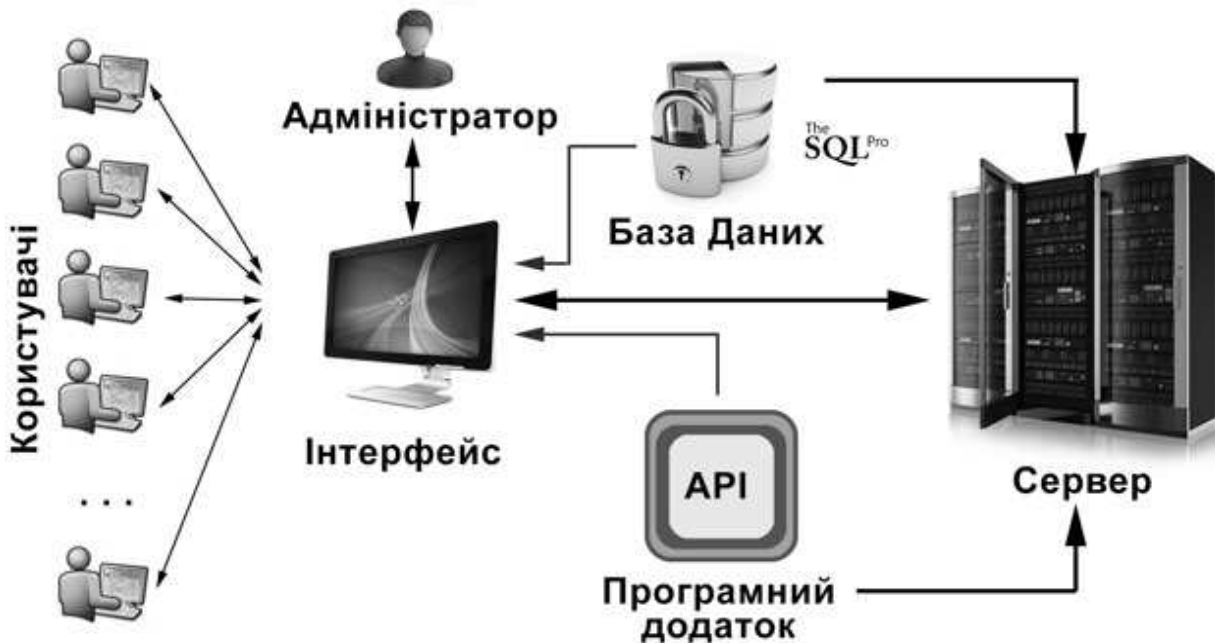 Користувачі
. . .
Адміністратор
Інтерфейс
The
SQL Pro
База Даних
API
Програмний
додаток
Сервер